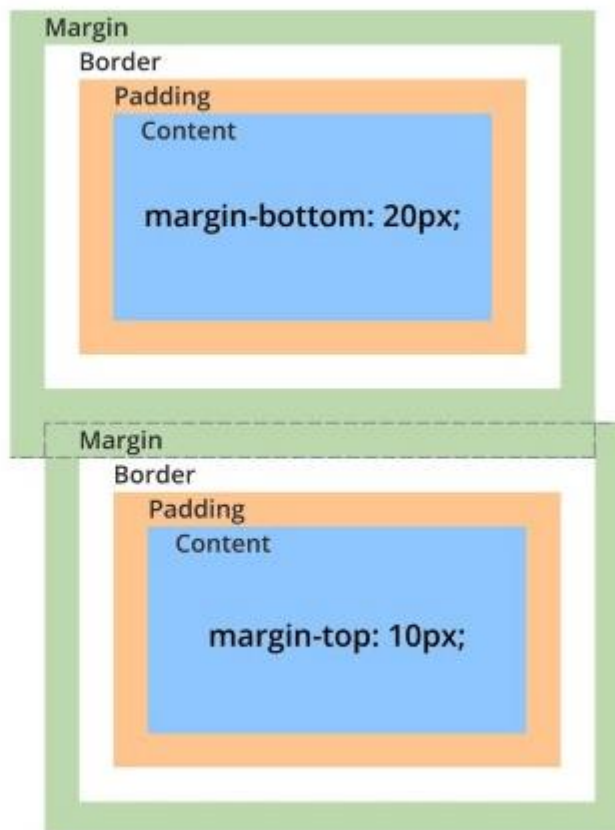 Margin
Border
Padding
Content
margin-bottom: 20px;
Margin
Border
Padding
Content
margin-top: 10px;